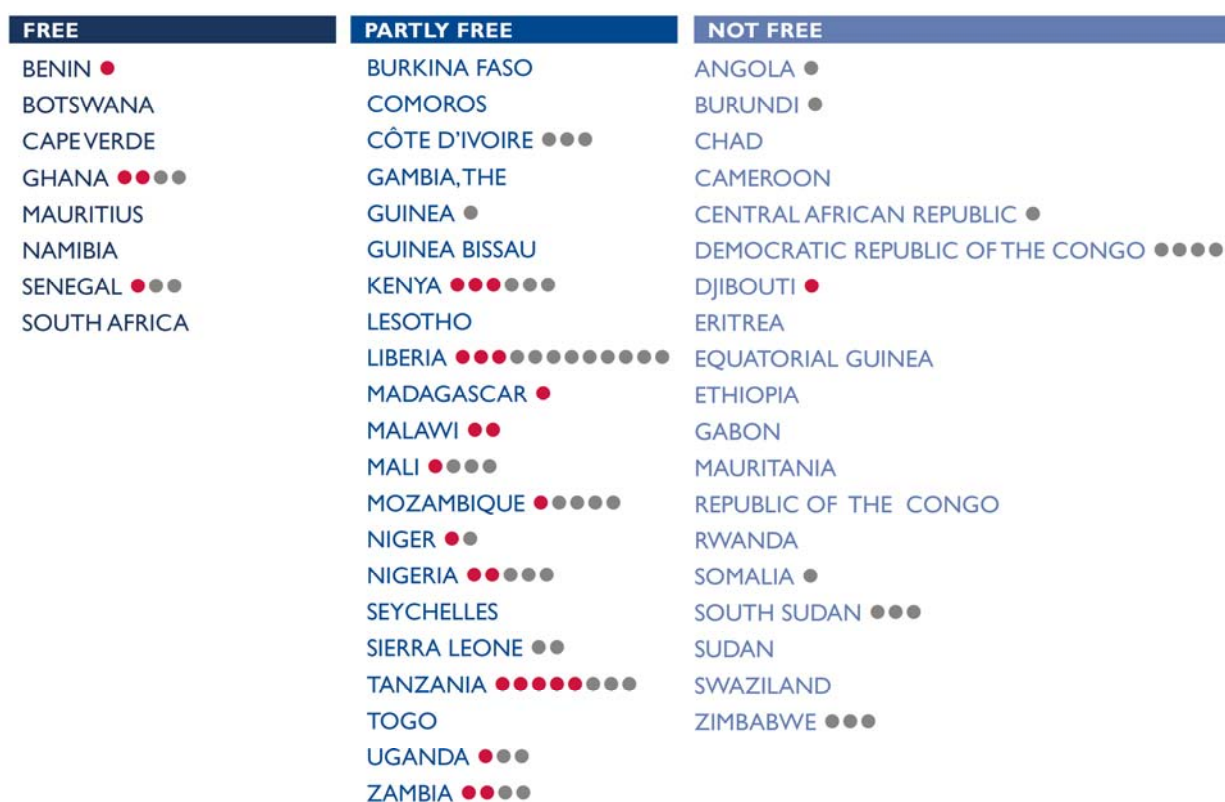 FREE
BENIN
BOTSWANA
CAPE VERDE
GHANA
MAURITIUS
NAMIBIA
SENEGAL
SOUTH AFRICA
PARTLY FREE
BURKINA FASO
COMOROS
CÔTE D'IVOIRE
GAMBIA, THE
GUINEA
GUINEA BISSAU
KENYA
LESOTHO
LIBERIA
MADAGASCAR
MALAWI
MALI
MOZAMBIQUE
NIGER
NIGERIA
SEYCHELLES
SIERRA LEONE
TANZANIA
TOGO
UGANDA
ZAMBIA
NOT FREE
ANGOLA
BURUNDI
CHAD
CAMEROON
CENTRAL AFRICAN REPUBLIC
DEMOCRATIC REPUBLIC OF THE CONGO
DJIBOUTI
ERITREA
EQUATORIAL GUINEA
ETHIOPIA
GABON
MAURITANIA
REPUBLIC OF THE CONGO
RWANDA
SOMALIA
SOUTH SUDAN
SUDAN
SWAZILAND
ZIMBABWE